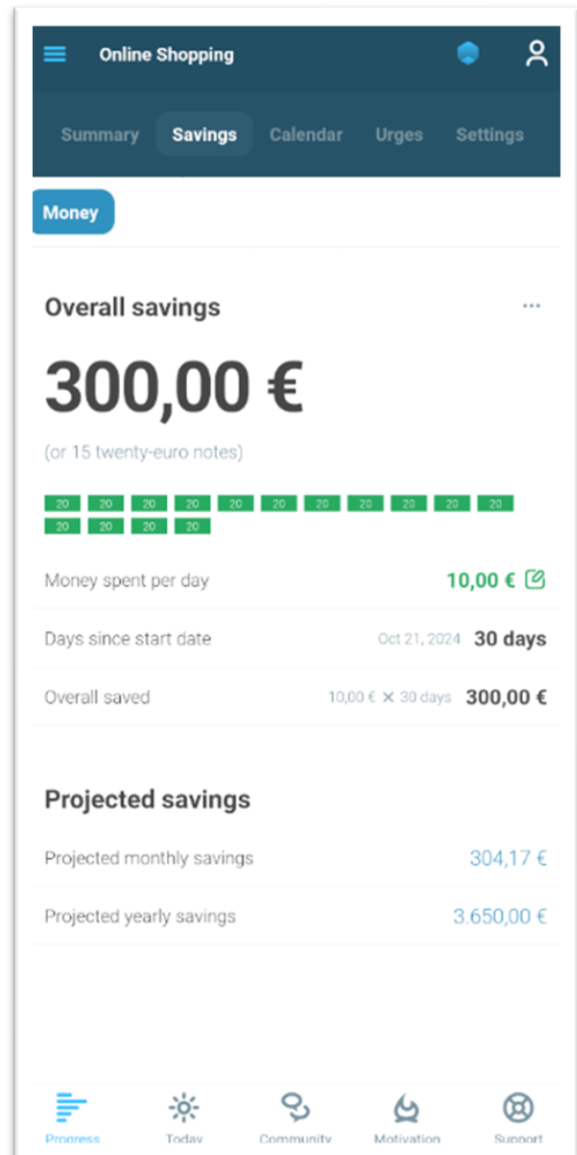 Online Shopping
Summary Savings Calendar Urges Settings
Money
Overall savings
300,00 €
(or 15 twenty-euro notes)
20 20 20 20 20 20 20 20 20 20 20
20 20 20 20
Money spent per day 10,00 €
Days since start date Oct 21, 2024 30 days
Overall saved 10,00 € × 30 days 300,00 €
Projected savings
Projected monthly savings 304,17 €
Projected yearly savings 3.650,00 €
Progress Today Community Motivation Support